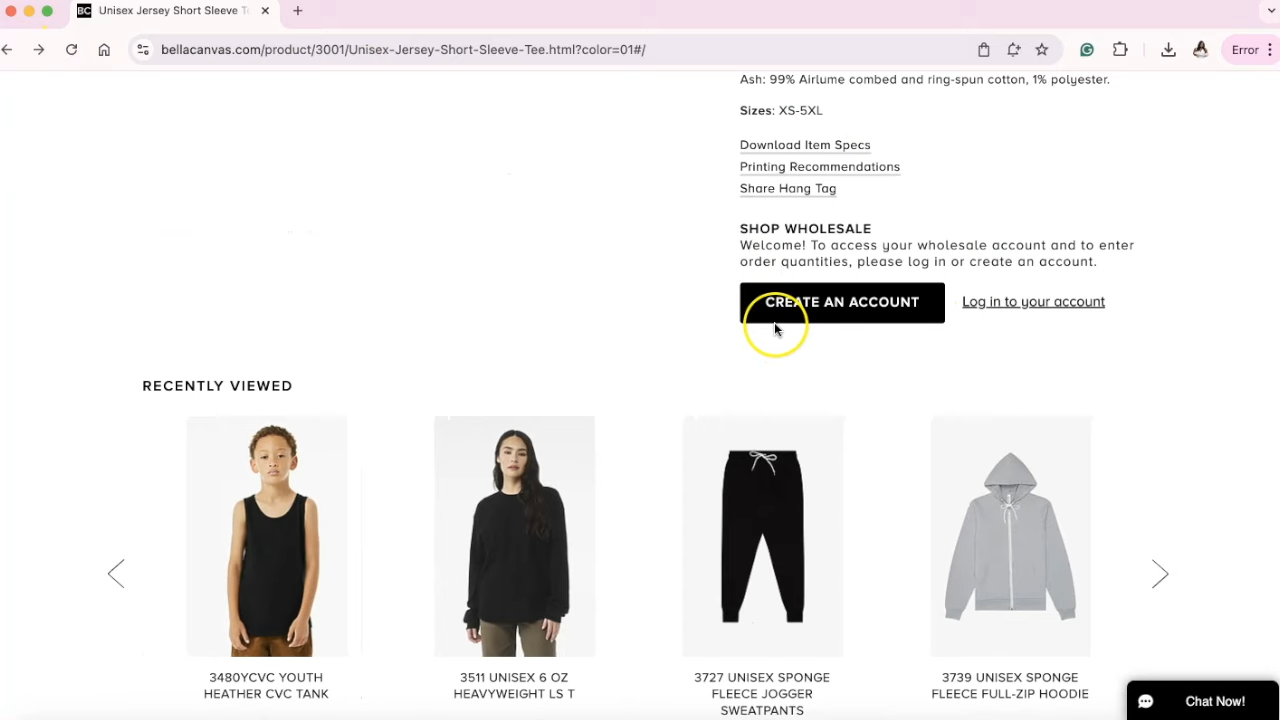 BC Unisex Jersey Short Sleeve T
bellacanvas.com/product/3001/Unisex-Jersey-Short-Sleeve-Tee.html?color=01#/
Error
Ash: 99% Airlume combed and ring-spun cotton, 1% polyester.
Sizes: XS-5XL
Download Item Specs
Printing Recommendations
Share Hang Tag
SHOP WHOLESALE
Welcome! To access your wholesale account and to enter
order quantities, please log in or create an account.
CREATE AN ACCOUNT
Log in to your account
RECENTLY VIEWED
3480YCVC YOUTH
HEATHER CVC TANK
3511 UNISEX 6 OZ
HEAVYWEIGHT LS T
3727 UNISEX SPONGE
FLEECE JOGGER
SWEATPANTS
3739 UNISEX SPONGE
FLEECE FULL-ZIP HOODIE
Chat Now!